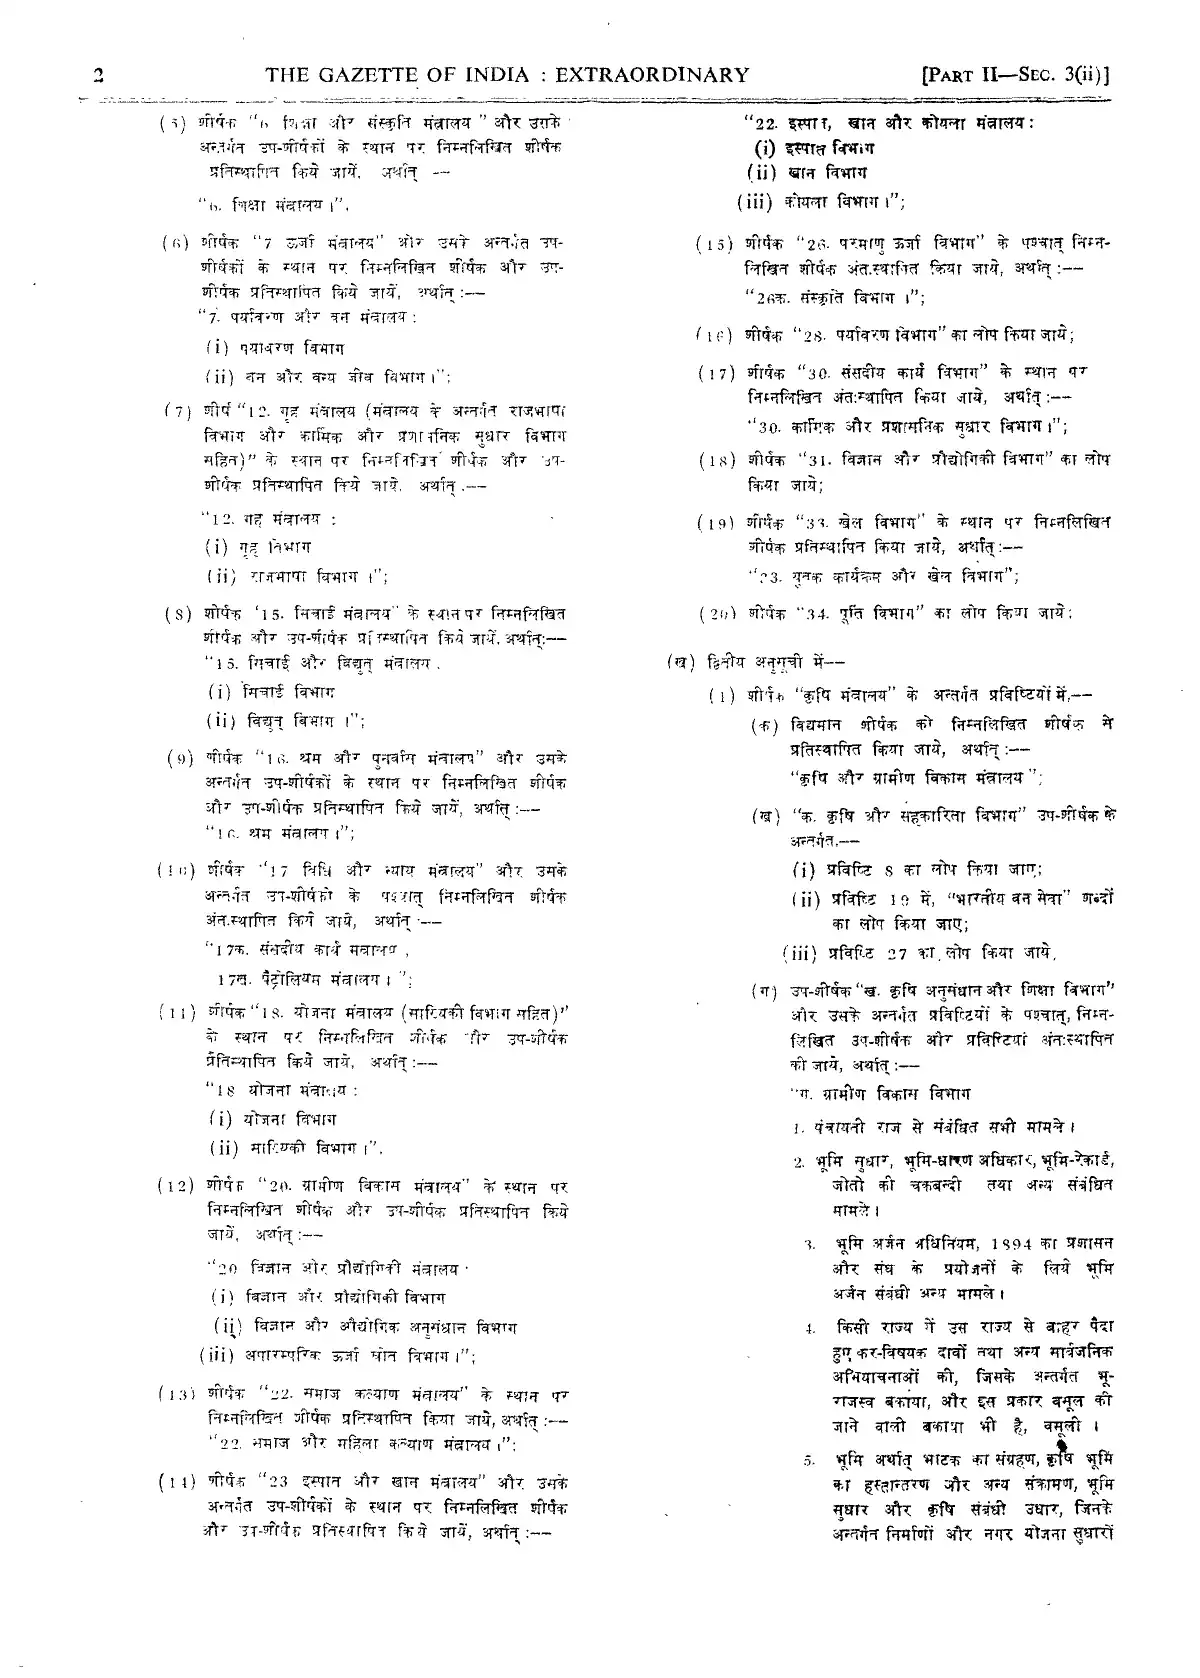 2 THE GAZETTE OF INDIA : EXTRAORDINARY [PART II—SEC. 3(ii)]
(5) शीर्षक "6 शिक्षा और संस्कृति मंत्रालय" और उसके
अन्तर्गत उप-शीर्षकों के स्थान पर निम्नलिखित शीर्षक
प्रतिस्थापित किये जायें, अर्थात् --
"6. शिक्षा मंत्रालय।",
(6) शीर्षक "7 ऊर्जा मंत्रालय" और उसके अन्तर्गत उप-
शीर्षकों के स्थान पर निम्नलिखित शीर्षक और उप-
शीर्षक प्रतिस्थापित किये जायें, अर्थात् :--
"7. पर्यावरण और वन मंत्रालय :
(i) पर्यावरण विभाग
(ii) वन और वन्य जीव विभाग।";
(7) शीर्ष "12. गृह मंत्रालय (मंत्रालय के अन्तर्गत राजभाषा
विभाग और कार्मिक और प्रशासनिक सुधार विभाग
सहित)" के स्थान पर निम्नलिखित शीर्षक और उप-
शीर्षक प्रतिस्थापित किये जायें, अर्थात् .--
"12. गृह मंत्रालय :
(i) गृह विभाग
(ii) राजभाषा विभाग।";
(8) शीर्षक '15. सिंचाई मंत्रालय" के स्थान पर निम्नलिखित
शीर्षक और उप-शीर्षक प्रतिस्थापित किये जायें, अर्थात्:--
"15. सिंचाई और विद्युत् मंत्रालय .
(i) सिंचाई विभाग
(ii) विद्युत् विभाग।";
(9) शीर्षक "16. श्रम और पुनर्वास मंत्रालय" और उसके
अन्तर्गत उप-शीर्षकों के स्थान पर निम्नलिखित शीर्षक
और उप-शीर्षक प्रतिस्थापित किये जायें, अर्थात् :--
"16. श्रम मंत्रालय।";
(10) शीर्षक "17 विधि और न्याय मंत्रालय" और उसके
अन्तर्गत उप-शीर्षकों के पश्चात् निम्नलिखित शीर्षक
अंत.स्थापित किये जायें, अर्थात् --
"17क. संसदीय कार्य मंत्रालय ,
17ख. पैट्रोलियम मंत्रालय। ";
(11) शीर्षक "18. योजना मंत्रालय (सांख्यिकी विभाग सहित)"
के स्थान पर निम्नलिखित शीर्षक और उप-शीर्षक
प्रतिस्थापित किये जायें, अर्थात् :--
"18 योजना मंत्रालय :
(i) योजना विभाग
(ii) सांख्यिकी विभाग।",
(12) शीर्षक "20. ग्रामीण विकास मंत्रालय" के स्थान पर
निम्नलिखित शीर्षक और उप-शीर्षक प्रतिस्थापित किये
जायें, अर्थात् :--
"20 विज्ञान और प्रौद्योगिकी मंत्रालय
(i) विज्ञान और प्रौद्योगिकी विभाग
(ii) विज्ञान और औद्योगिक अनुसंधान विभाग
(iii) अपारम्परिक ऊर्जा स्रोत विभाग।";
(13) शीर्षक "22. समाज कल्याण मंत्रालय" के स्थान पर
निम्नलिखित शीर्षक प्रतिस्थापित किया जाये, अर्थात् :--
"22. समाज और महिला कल्याण मंत्रालय।";
(14) शीर्षक "23 इस्पात और खान मंत्रालय" और उसके
अन्तर्गत उप-शीर्षकों के स्थान पर निम्नलिखित शीर्षक
और उप-शीर्षक प्रतिस्थापित किये जायें, अर्थात् :--
"22. इस्पात, खान और कोयला मंत्रालय :
(i) इस्पात विभाग
(ii) खान विभाग
(iii) कोयला विभाग।";
(15) शीर्षक "26. परमाणु ऊर्जा विभाग" के पश्चात् निम्न-
लिखित शीर्षक अंत.स्थापित किया जाये, अर्थात् :--
"26क. संस्कृति विभाग।";
(16) शीर्षक "28. पर्यावरण विभाग" का लोप किया जाये;
(17) शीर्षक "30. संसदीय कार्य विभाग" के स्थान पर
निम्नलिखित अंत:स्थापित किया जाये, अर्थात् :--
"30. कार्मिक और प्रशासनिक सुधार विभाग।";
(18) शीर्षक "31. विज्ञान और प्रौद्योगिकी विभाग" का लोप
किया जाये;
(19) शीर्षक "33. खेल विभाग" के स्थान पर निम्नलिखित
शीर्षक प्रतिस्थापित किया जाये, अर्थात् :--
"33. युवक कार्यक्रम और खेल विभाग";
(20) शीर्षक "34. पूर्ति विभाग" का लोप किया जाये;
(ख) द्वितीय अनुसूची में--
(1) शीर्षक "कृषि मंत्रालय" के अन्तर्गत प्रविष्टियों में,--
(क) विद्यमान शीर्षक को निम्नलिखित शीर्षक से
प्रतिस्थापित किया जाये, अर्थात् :--
"कृषि और ग्रामीण विकास मंत्रालय";
(ख) "क. कृषि और सहकारिता विभाग" उप-शीर्षक के
अन्तर्गत,--
(i) प्रविष्टि 8 का लोप किया जाए;
(ii) प्रविष्टि 19 में, "भारतीय वन सेवा" शब्दों
का लोप किया जाए;
(iii) प्रविष्टि 27 का लोप किया जाये,
(ग) उप-शीर्षक "ख. कृषि अनुसंधान और शिक्षा विभाग"
और उसके अन्तर्गत प्रविष्टियों के पश्चात्, निम्न-
लिखित उप-शीर्षक और प्रविष्टियां अंत:स्थापित
की जायें, अर्थात् :--
"ग. ग्रामीण विकास विभाग
1. पंचायती राज से संबंधित सभी मामले।
2. भूमि सुधार, भूमि-धारण अधिकार, भूमि-रेकार्ड,
जोतों की चकबन्दी तथा अन्य संबंधित
मामले।
3. भूमि अर्जन अधिनियम, 1894 का प्रशासन
और संघ के प्रयोजनों के लिये भूमि
अर्जन संबंधी अन्य मामले।
4. किसी राज्य में उस राज्य से बाहर पैदा
हुए कर-विषयक दावों तथा अन्य सार्वजनिक
अभियाचनाओं की, जिसके अन्तर्गत भू-
राजस्व बकाया, और इस प्रकार वसूल की
जाने वाली बकाया भी है, वसूली ।
5. भूमि अर्थात् भाटक का संग्रहण, कृषि भूमि
का हस्तान्तरण और अन्य संक्रामण, भूमि
सुधार और कृषि संबंधी उधार, जिनके
अन्तर्गत निर्माणों और नगर योजना सुधारों